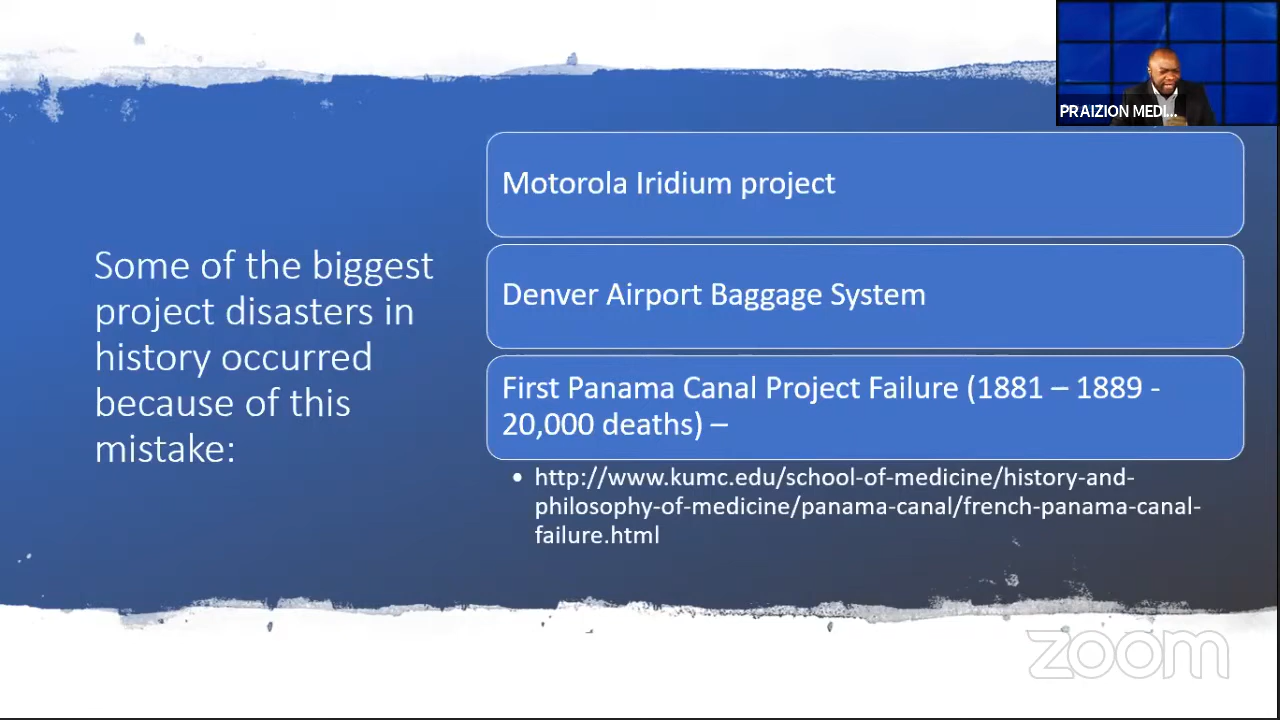 PRAIZION MEDI...
Motorola Iridium project
Denver Airport Baggage System
Some of the biggest
project disasters in
history occurred
because of this
mistake:
First Panama Canal Project Failure (1881 – 1889 -
20,000 deaths) –
• http://www.kumc.edu/school-of-medicine/history-and-
philosophy-of-medicine/panama-canal/french-panama-canal-
failure.html
zoom